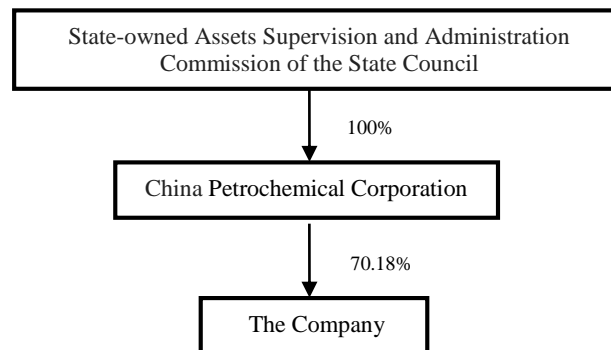 State-owned Assets Supervision and Administration
Commission of the State Council
100%
China Petrochemical Corporation
70.18%
The Company